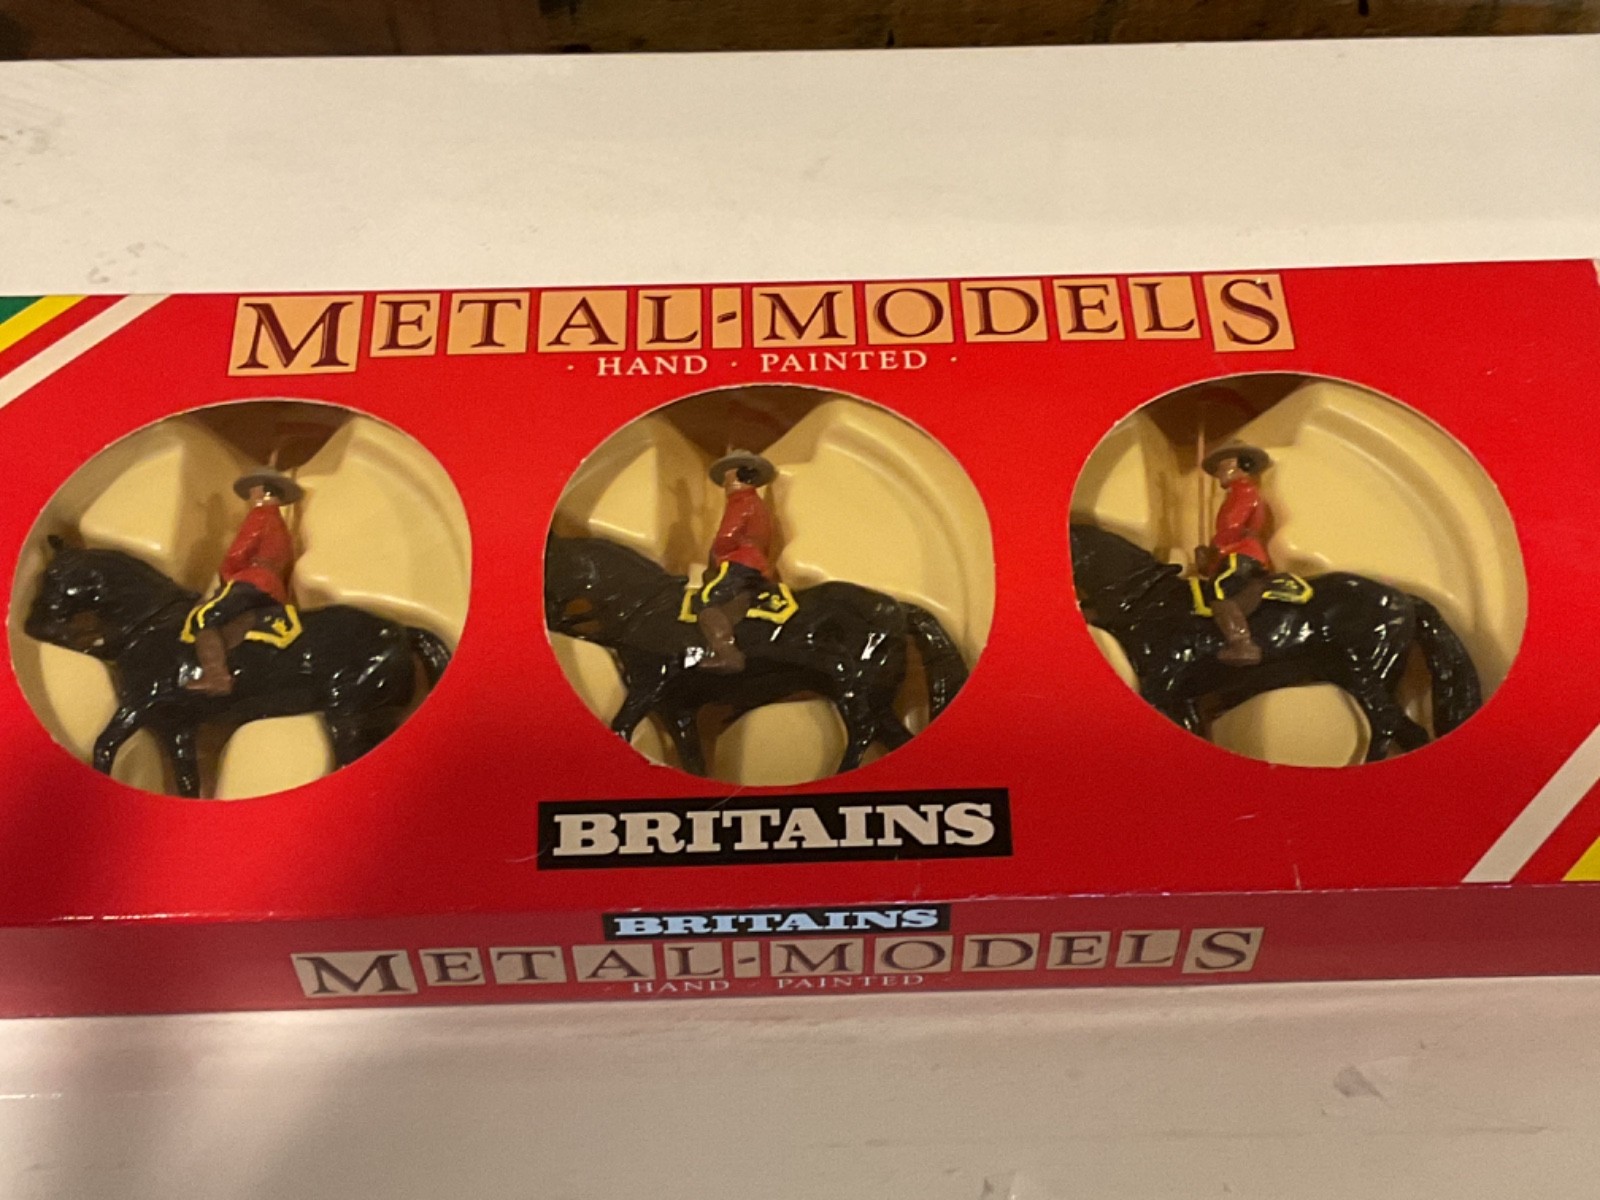 METAL-MODELS
· HAND · PAINTED ·
BRITAINS
BRITAINS
METAL-MODELS
HAND PAINTED